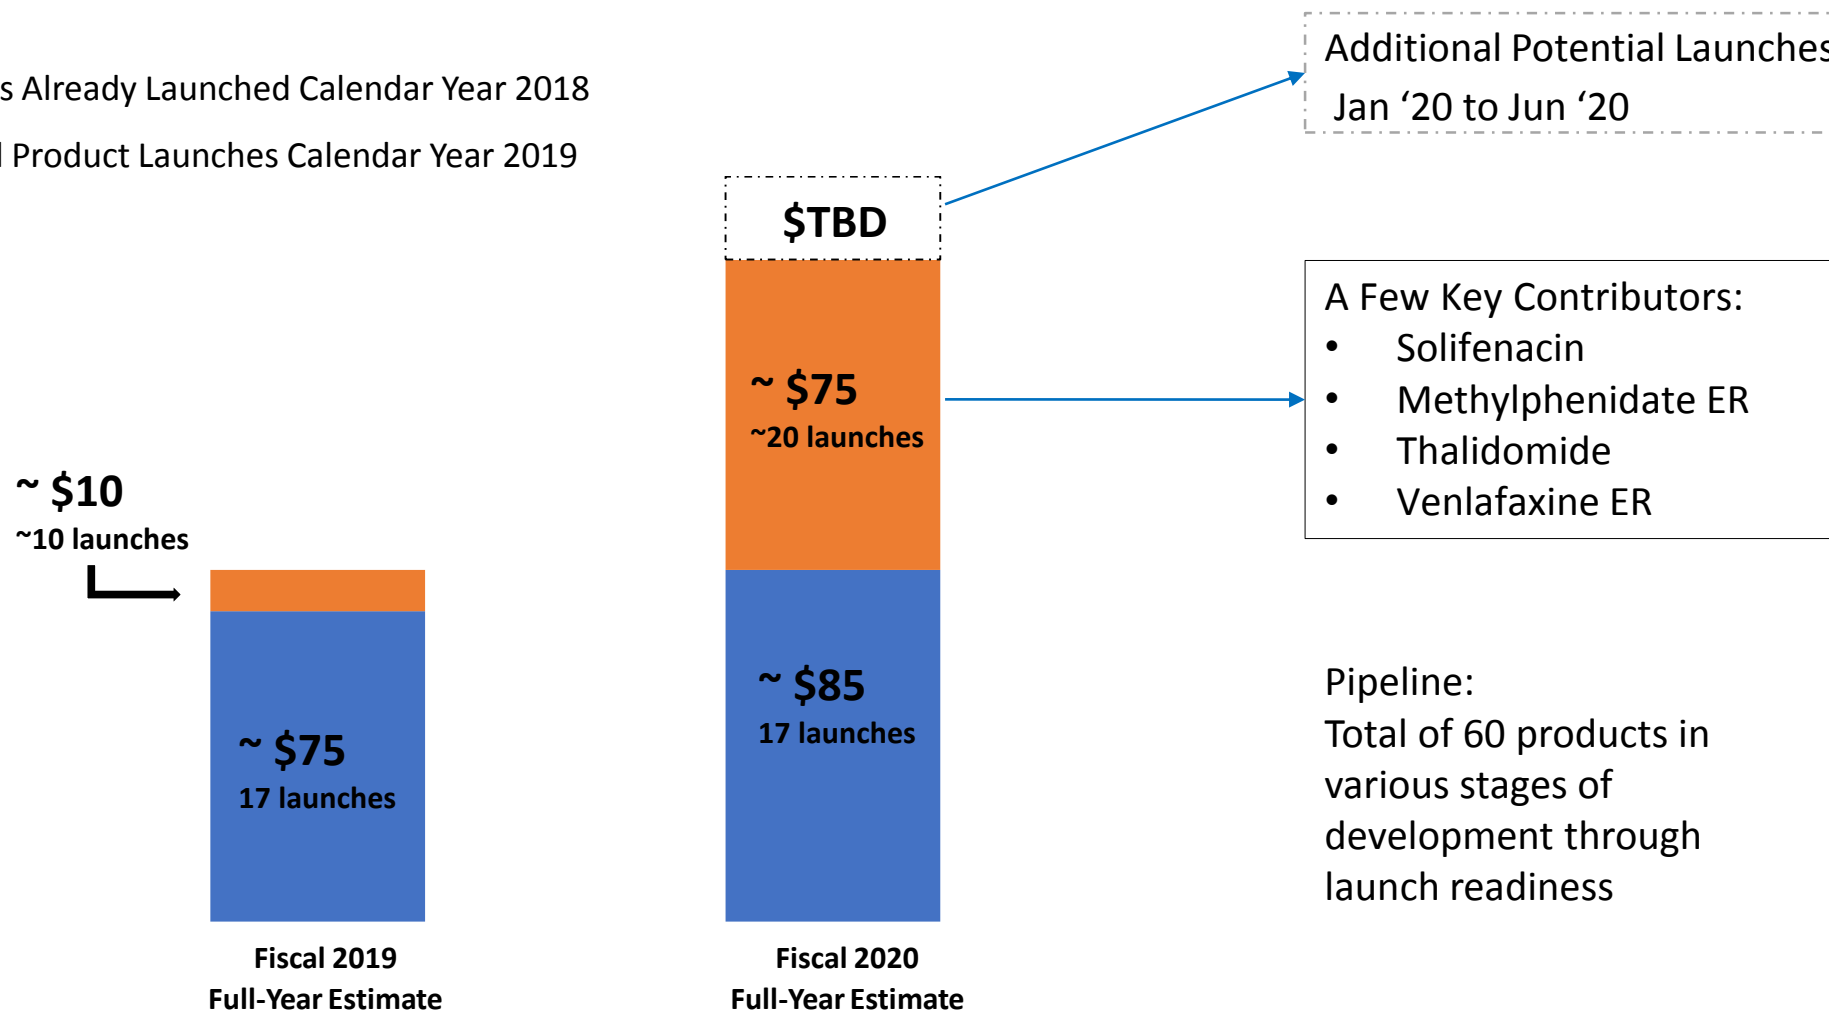 s Already Launched Calendar Year 2018
Product Launches Calendar Year 2019
Additional Potential Launches
Jan ‘20 to Jun ‘20
$TBD
~ $75
~20 launches
A Few Key Contributors:
• Solifenacin
• Methylphenidate ER
• Thalidomide
• Venlafaxine ER
~ $10
~10 launches
~ $75
17 launches
~ $85
17 launches
Pipeline:
Total of 60 products in
various stages of
development through
launch readiness
Fiscal 2019
Full-Year Estimate
Fiscal 2020
Full-Year Estimate